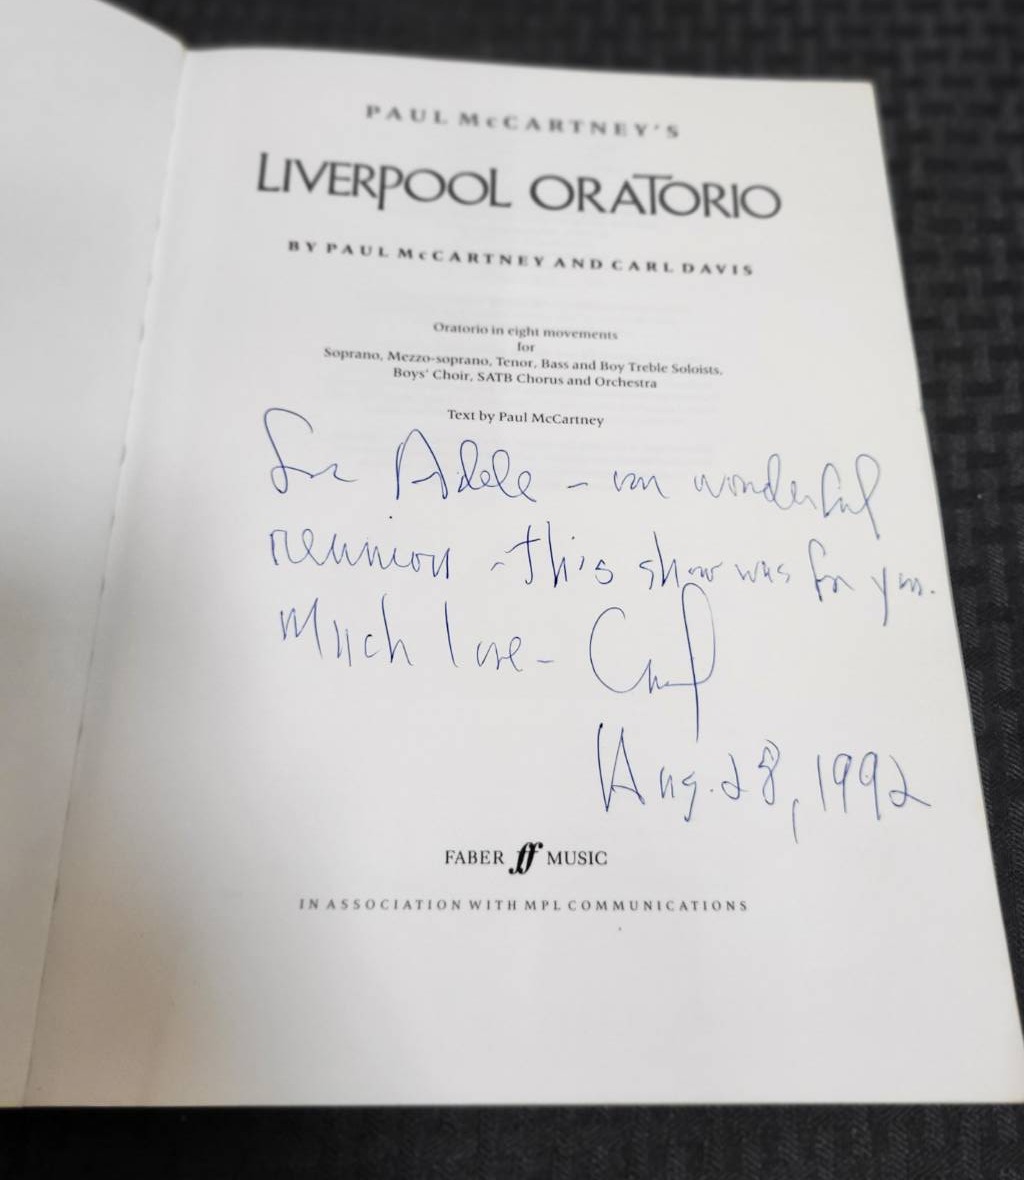 PAUL McCARTNEY'S
LIVERPOOL ORATORIO
BY PAUL McCARTNEY AND CARL DAVIS
Oratorio in eight movements
for
Soprano, Mezzo-soprano, Tenor, Bass and Boy Treble Soloists,
Boys' Choir, SATB Chorus and Orchestra
Text by Paul McCartney
For Adele - our wonderful
reunion - this show was for you.
Much love - Carl
Aug. 28, 1992
FABER ff MUSIC
IN ASSOCIATION WITH MPL COMMUNICATIONS